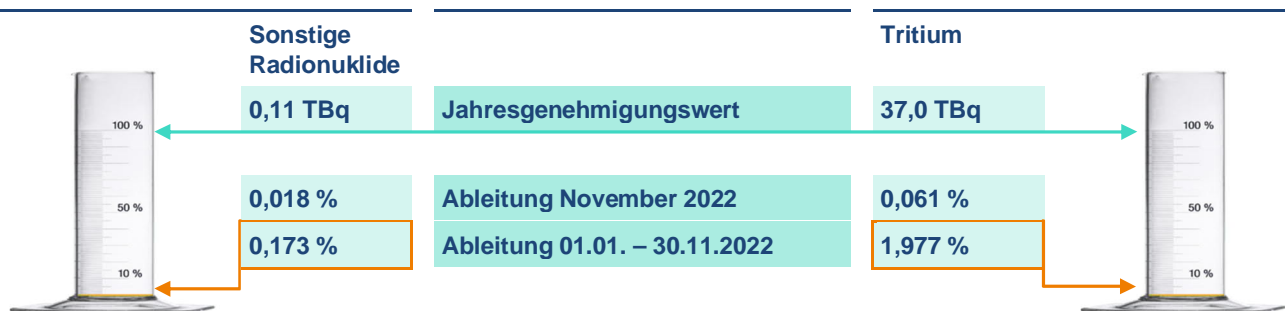 Sonstige
Radionuklide
Tritium
0,11 TBq
Jahresgenehmigungswert
37,0 TBq
100 %
100 %
0,018 %
Ableitung November 2022
0,061 %
50 %
50 %
0,173 %
Ableitung 01.01. – 30.11.2022
1,977 %
10 %
10 %